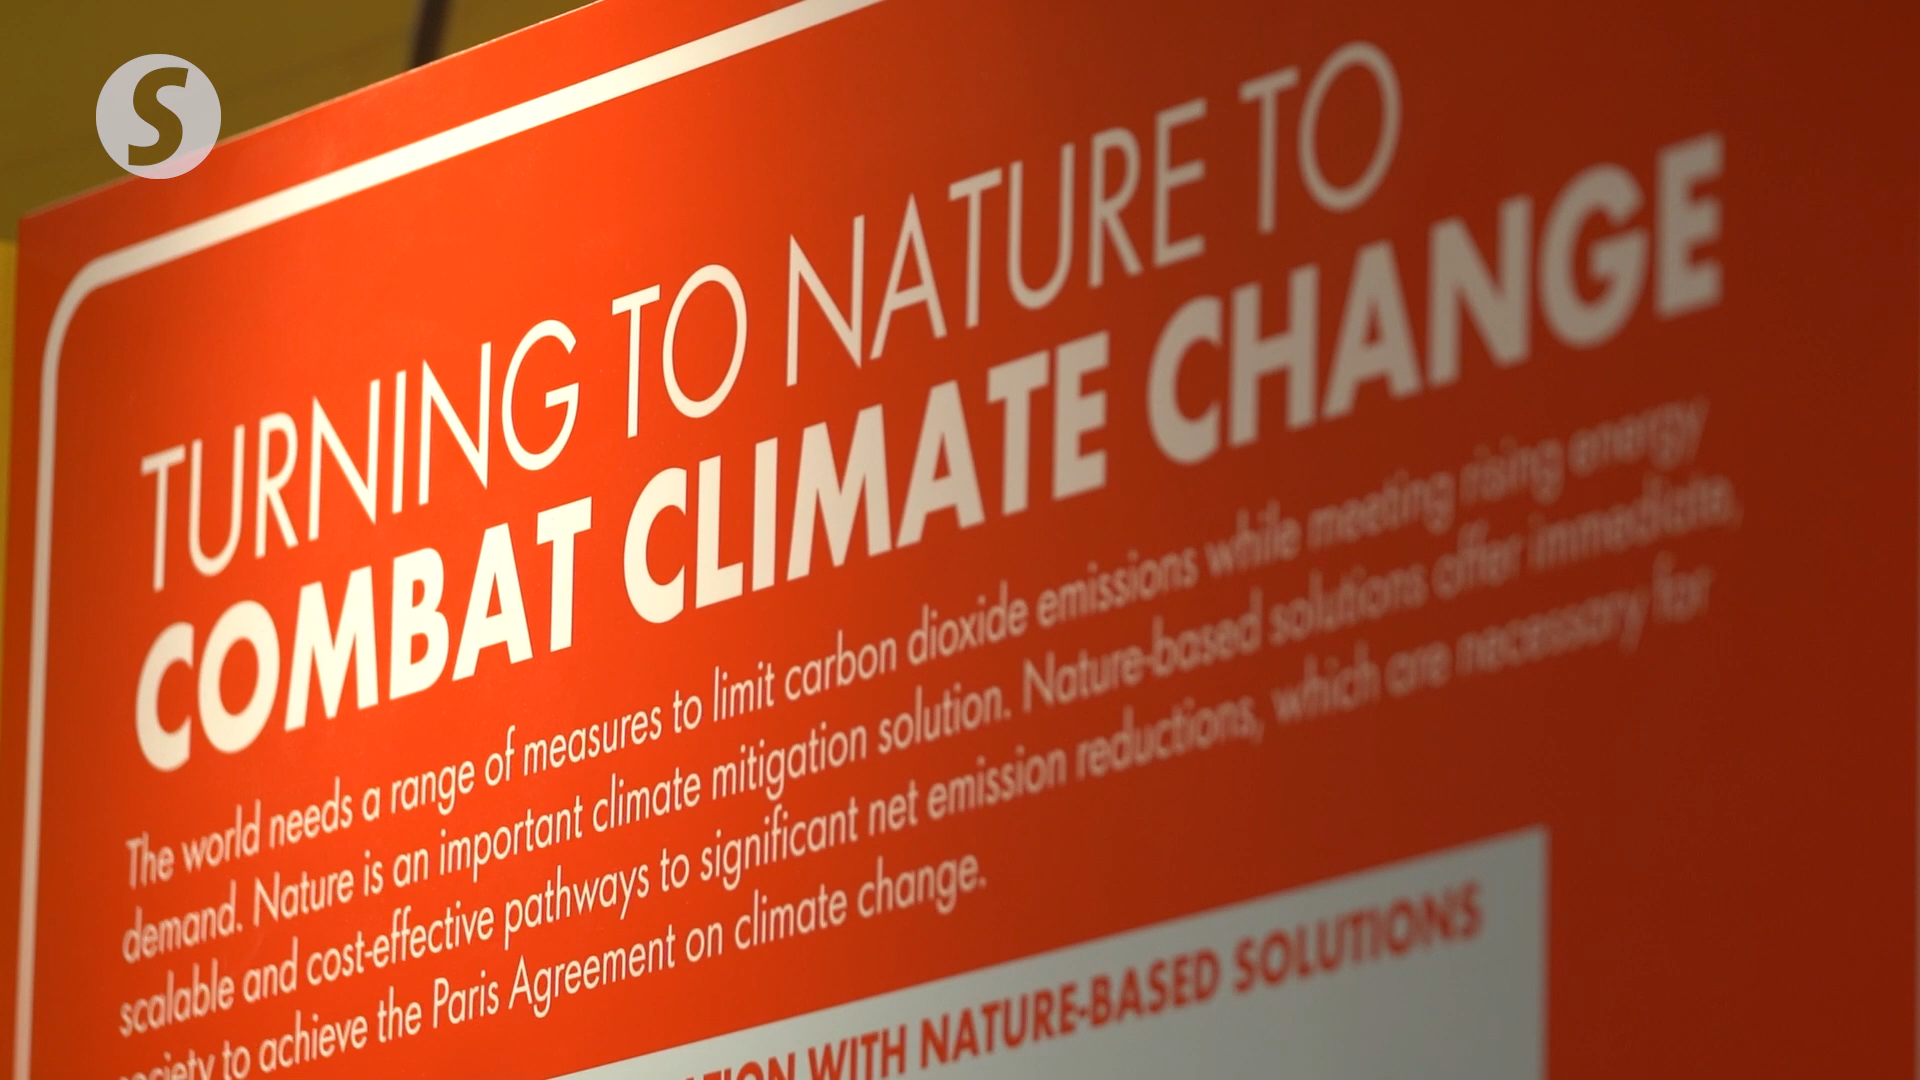 S
TURNING TO NATURE TO
COMBAT CLIMATE CHANGE
The world needs a range of measures to limit carbon dioxide emissions while meeting rising energy
demand. Nature is an important climate mitigation solution. Nature-based solutions offer immediate,
scalable and cost-effective pathways to significant net emission reductions, which are necessary for
society to achieve the Paris Agreement on climate change.
WITH NATURE-BASED SOLUTIONS